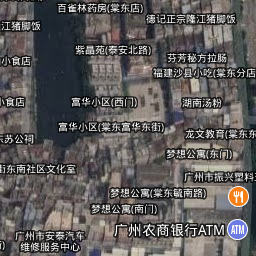 百雀林药房(棠东店)
江猪脚饭
德记正宗隆江猪脚饭
紫晶苑(泰安北路)
小食店
芬芳秘方拉肠
福建沙县小吃(棠东分店
小食店
富华小区(西门)
湖南汤粉
富华小区(棠东富华东街)
东苏公祠
龙文教育(棠东
梦想公寓(东门)
街东南社区文化室
广州市振兴塑料五
梦想公寓(棠东毓南路)
梦想公寓(南门)
广州农商银行ATM
ATM
广州市安泰汽车
维修服务中心